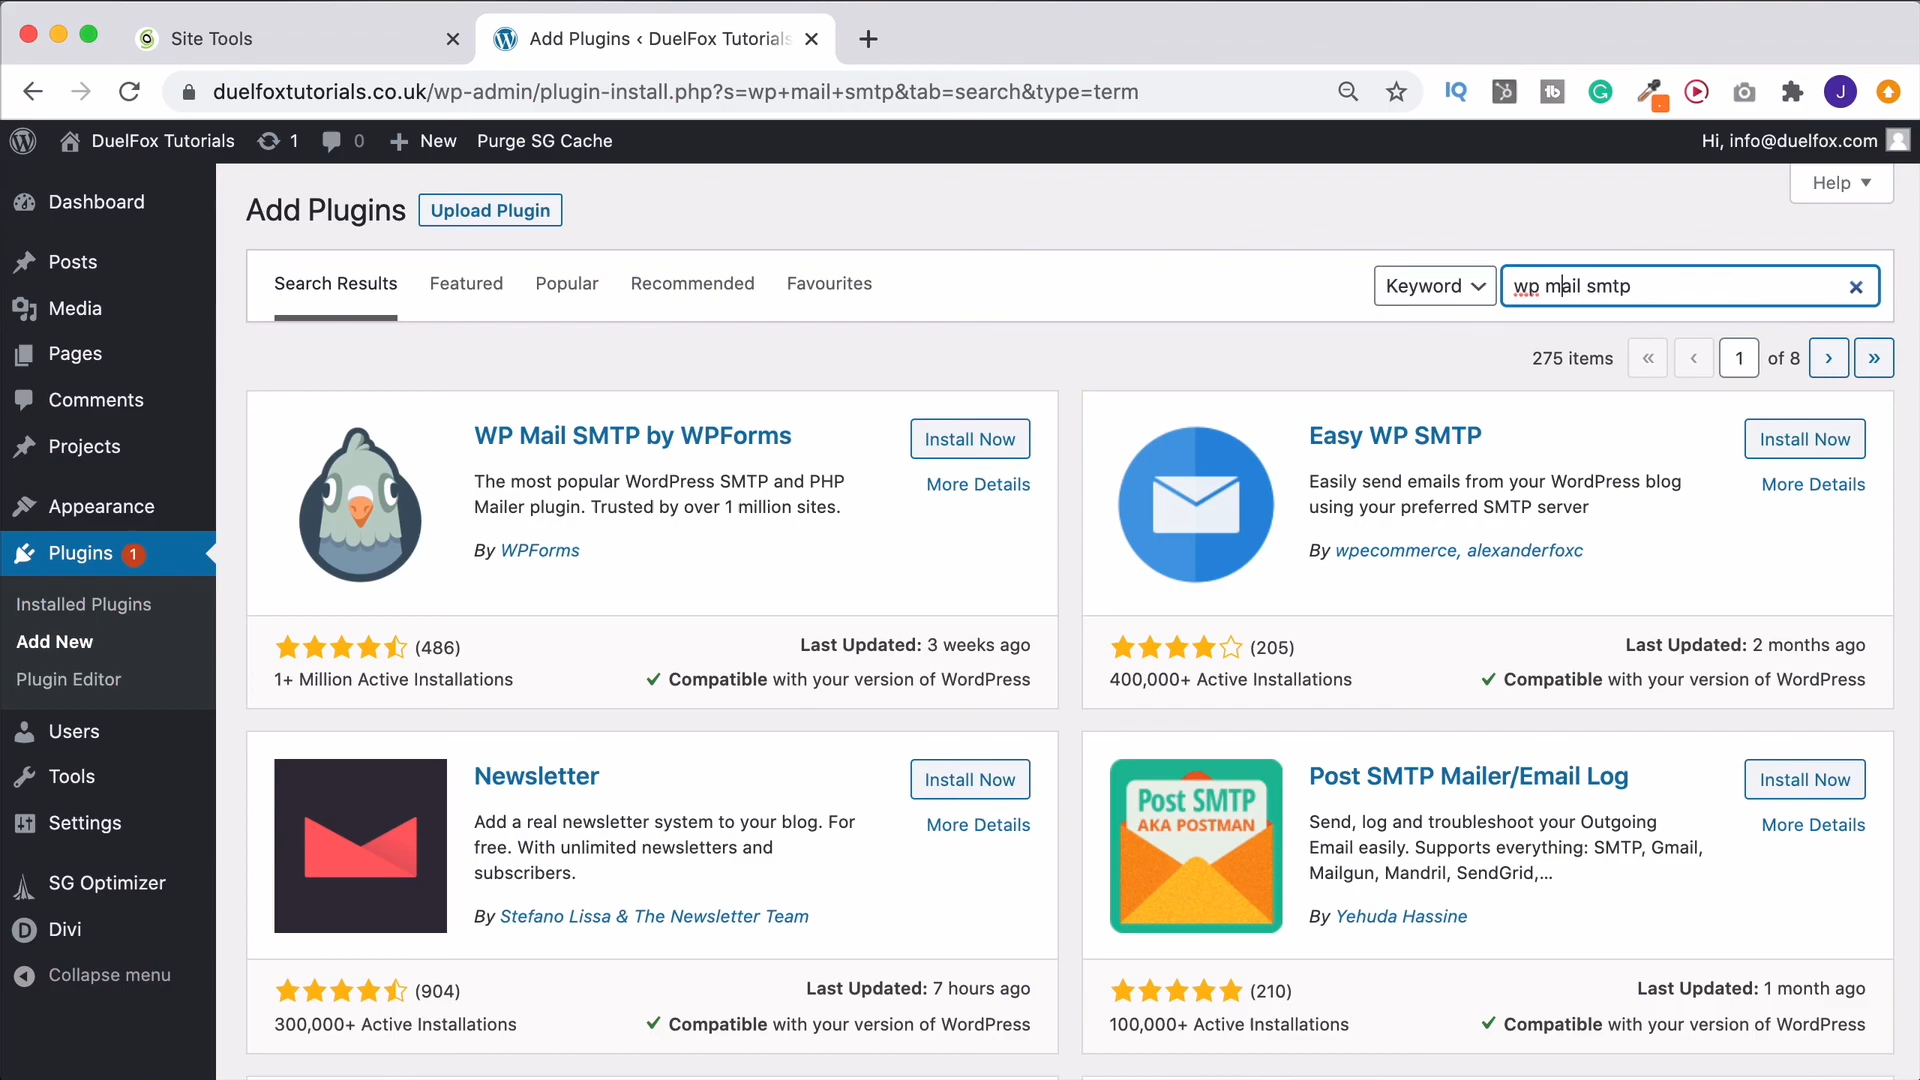 Site Tools
Add Plugins ‹ DuelFox Tutorials
duelfoxtutorials.co.uk/wp-admin/plugin-install.php?s=wp+mail+smtp&tab=search&type=term
IQ
tb
J
DuelFox Tutorials
1
0
New
Purge SG Cache
Hi, info@duelfox.com
Dashboard
Posts
Media
Pages
Comments
Projects
Appearance
Plugins 1
Installed Plugins
Add New
Plugin Editor
Users
Tools
Settings
SG Optimizer
Divi
Collapse menu
Add Plugins
Upload Plugin
Help
Search Results
Featured
Popular
Recommended
Favourites
Keyword
wp mail smtp
275 items « ‹ 1 of 8 › »
WP Mail SMTP by WPForms
Install Now
More Details
The most popular WordPress SMTP and PHP
Mailer plugin. Trusted by over 1 million sites.
By WPForms
(486)
Last Updated: 3 weeks ago
1+ Million Active Installations
Compatible with your version of WordPress
Easy WP SMTP
Install Now
More Details
Easily send emails from your WordPress blog
using your preferred SMTP server
By wpecommerce, alexanderfoxc
(205)
Last Updated: 2 months ago
400,000+ Active Installations
Compatible with your version of WordPress
Newsletter
Install Now
More Details
Add a real newsletter system to your blog. For
free. With unlimited newsletters and
subscribers.
By Stefano Lissa & The Newsletter Team
(904)
Last Updated: 7 hours ago
300,000+ Active Installations
Compatible with your version of WordPress
Post SMTP
AKA POSTMAN
Post SMTP Mailer/Email Log
Install Now
More Details
Send, log and troubleshoot your Outgoing
Email easily. Supports everything: SMTP, Gmail,
Mailgun, Mandril, SendGrid,...
By Yehuda Hassine
(210)
Last Updated: 1 month ago
100,000+ Active Installations
Compatible with your version of WordPress